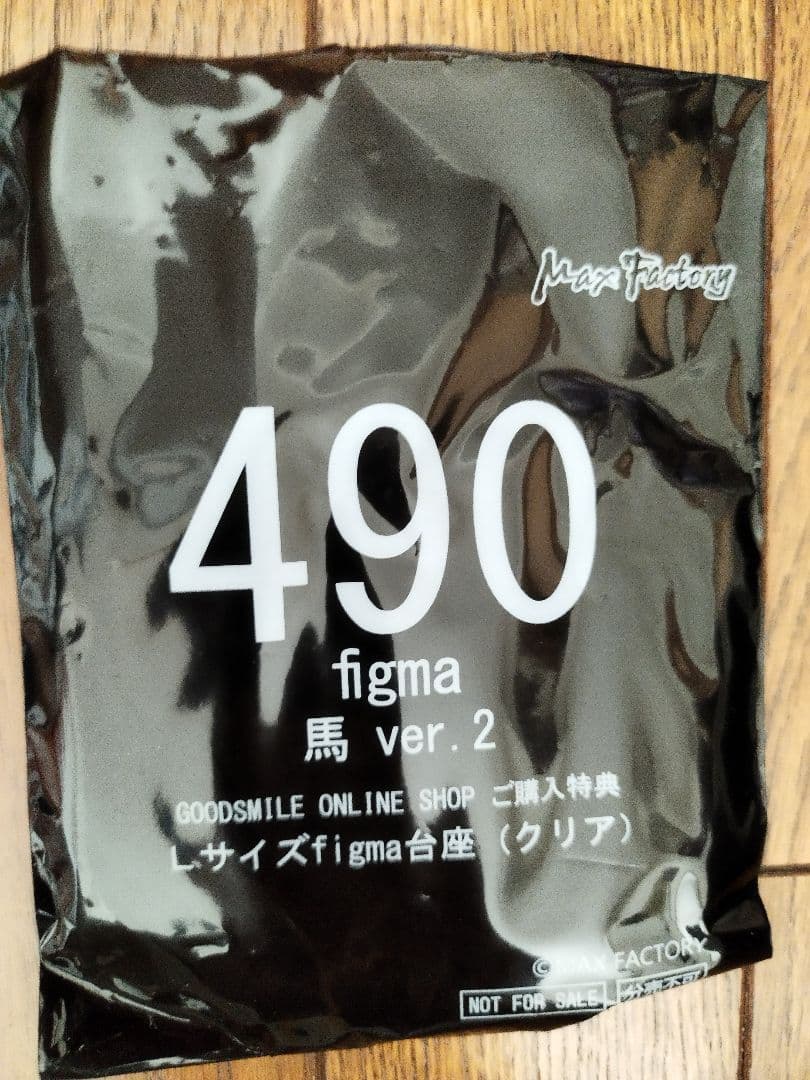 Max Factory
490
figma
馬 ver.2
GOODSMILE ONLINE SHOP ご購入特典
Lサイズfigma台座（クリア）
©MAX FACTORY
NOT FOR SALE 分売不可